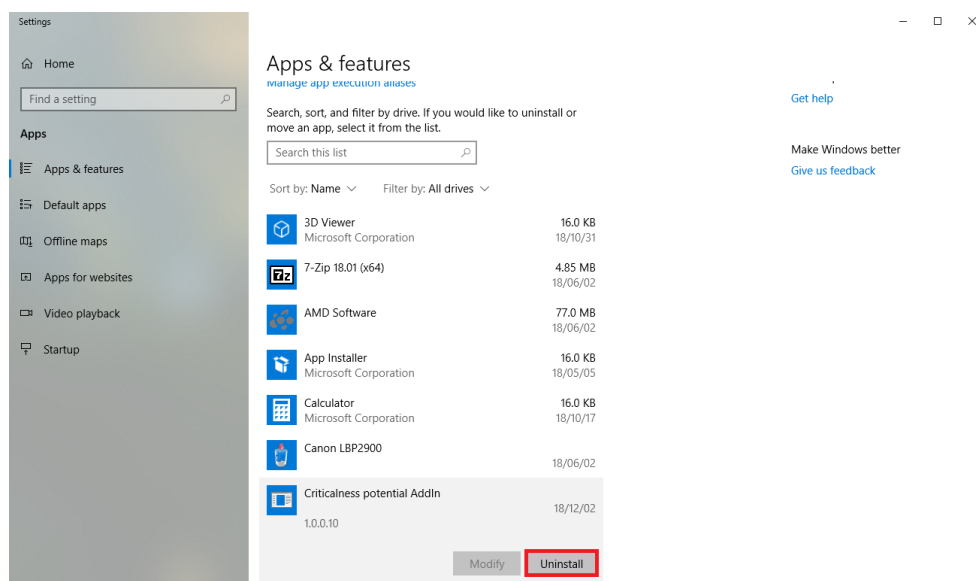 Settings
Home
Find a setting
Apps
Apps & features
Default apps
Offline maps
Apps for websites
Video playback
Startup
Apps & features
Manage app execution aliases
Search, sort, and filter by drive. If you would like to uninstall or
move an app, select it from the list.
Search this list
Sort by: Name Filter by: All drives
3D Viewer 16.0 KB
Microsoft Corporation 18/10/31
7-Zip 18.01 (x64) 4.85 MB
18/06/02
AMD Software 77.0 MB
18/06/02
App Installer 16.0 KB
Microsoft Corporation 18/05/05
Calculator 16.0 KB
Microsoft Corporation 18/10/17
Canon LBP2900
18/06/02
Criticalness potential AddIn
18/12/02
1.0.0.10
Modify Uninstall
Get help
Make Windows better
Give us feedback